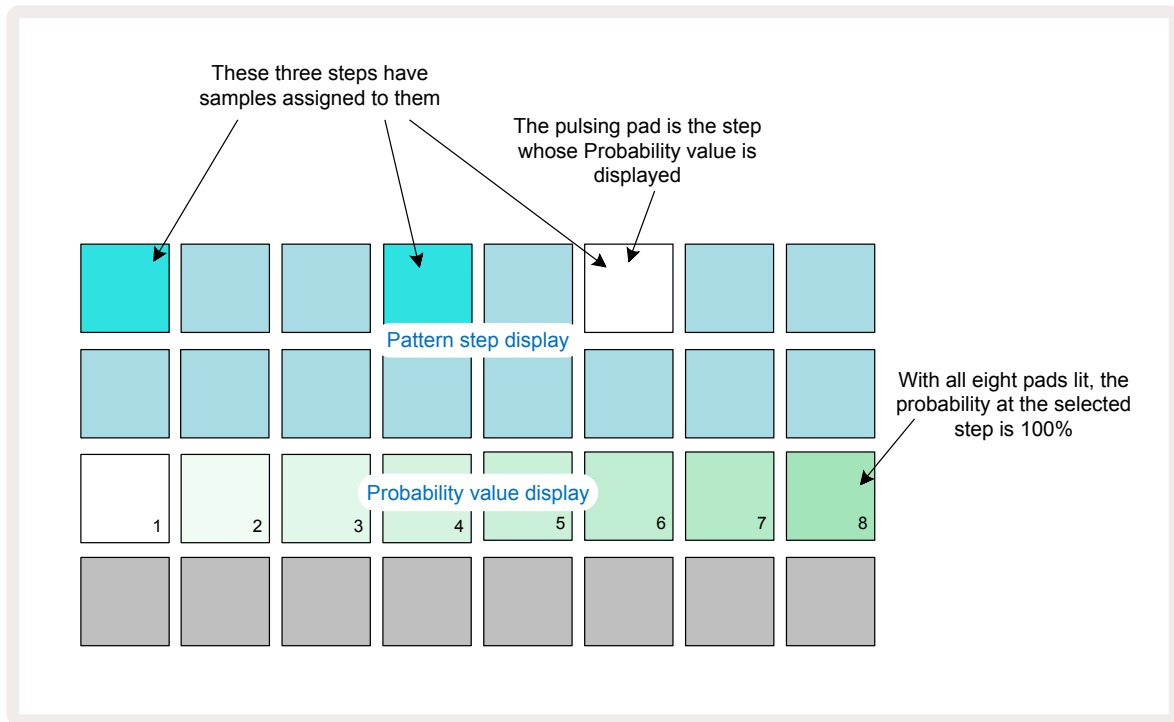 These three steps have
samples assigned to them
The pulsing pad is the step
whose Probability value is
displayed
Pattern step display
With all eight pads lit, the
probability at the selected
step is 100%
Probability value display
1
2
3
4
5
6
7
8